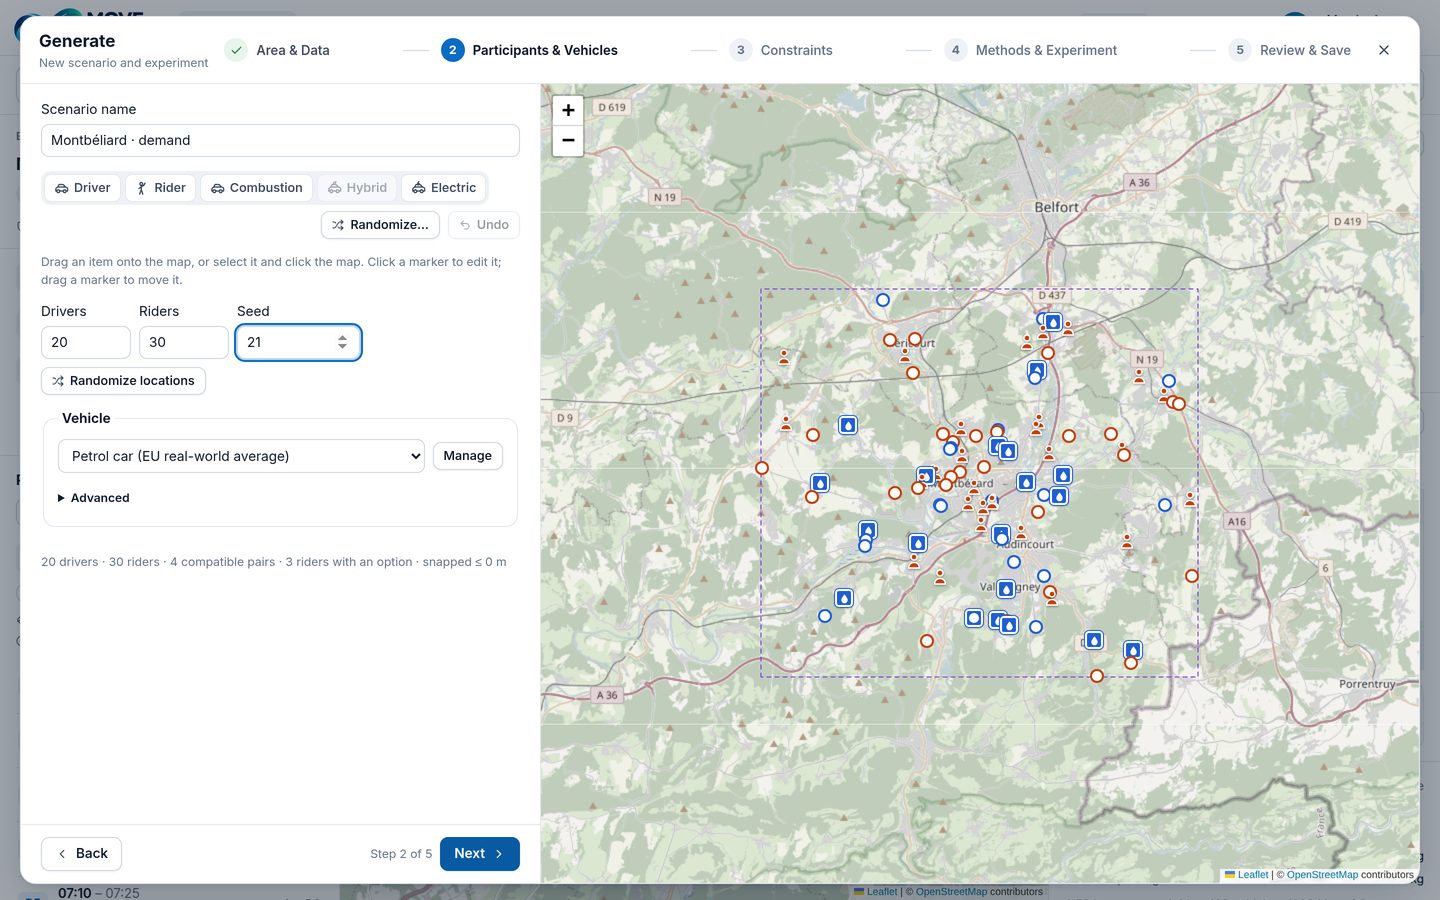 Generate
New scenario and experiment
Area & Data
2 Participants & Vehicles
3 Constraints
4 Methods & Experiment
5 Review & Save
Scenario name
Montbéliard · demand
Driver
Rider
Combustion
Hybrid
Electric
Randomize...
Undo
Drag an item onto the map, or select it and click the map. Click a marker to edit it;
drag a marker to move it.
Drivers
Riders
Seed
20
30
21
Randomize locations
Vehicle
Petrol car (EU real-world average)
Manage
Advanced
20 drivers · 30 riders · 4 compatible pairs · 3 riders with an option · snapped ≤ 0 m
Back
Step 2 of 5
Next
+
−
D 619
N 19
A 36
Belfort
D 419
D 437
N 19
D 9
A16
Audincourt
6
A 36
Porrentruy
France
Leaflet | © OpenStreetMap contributors
07:10 – 07:25
Leaflet | © OpenStreetMap contributors